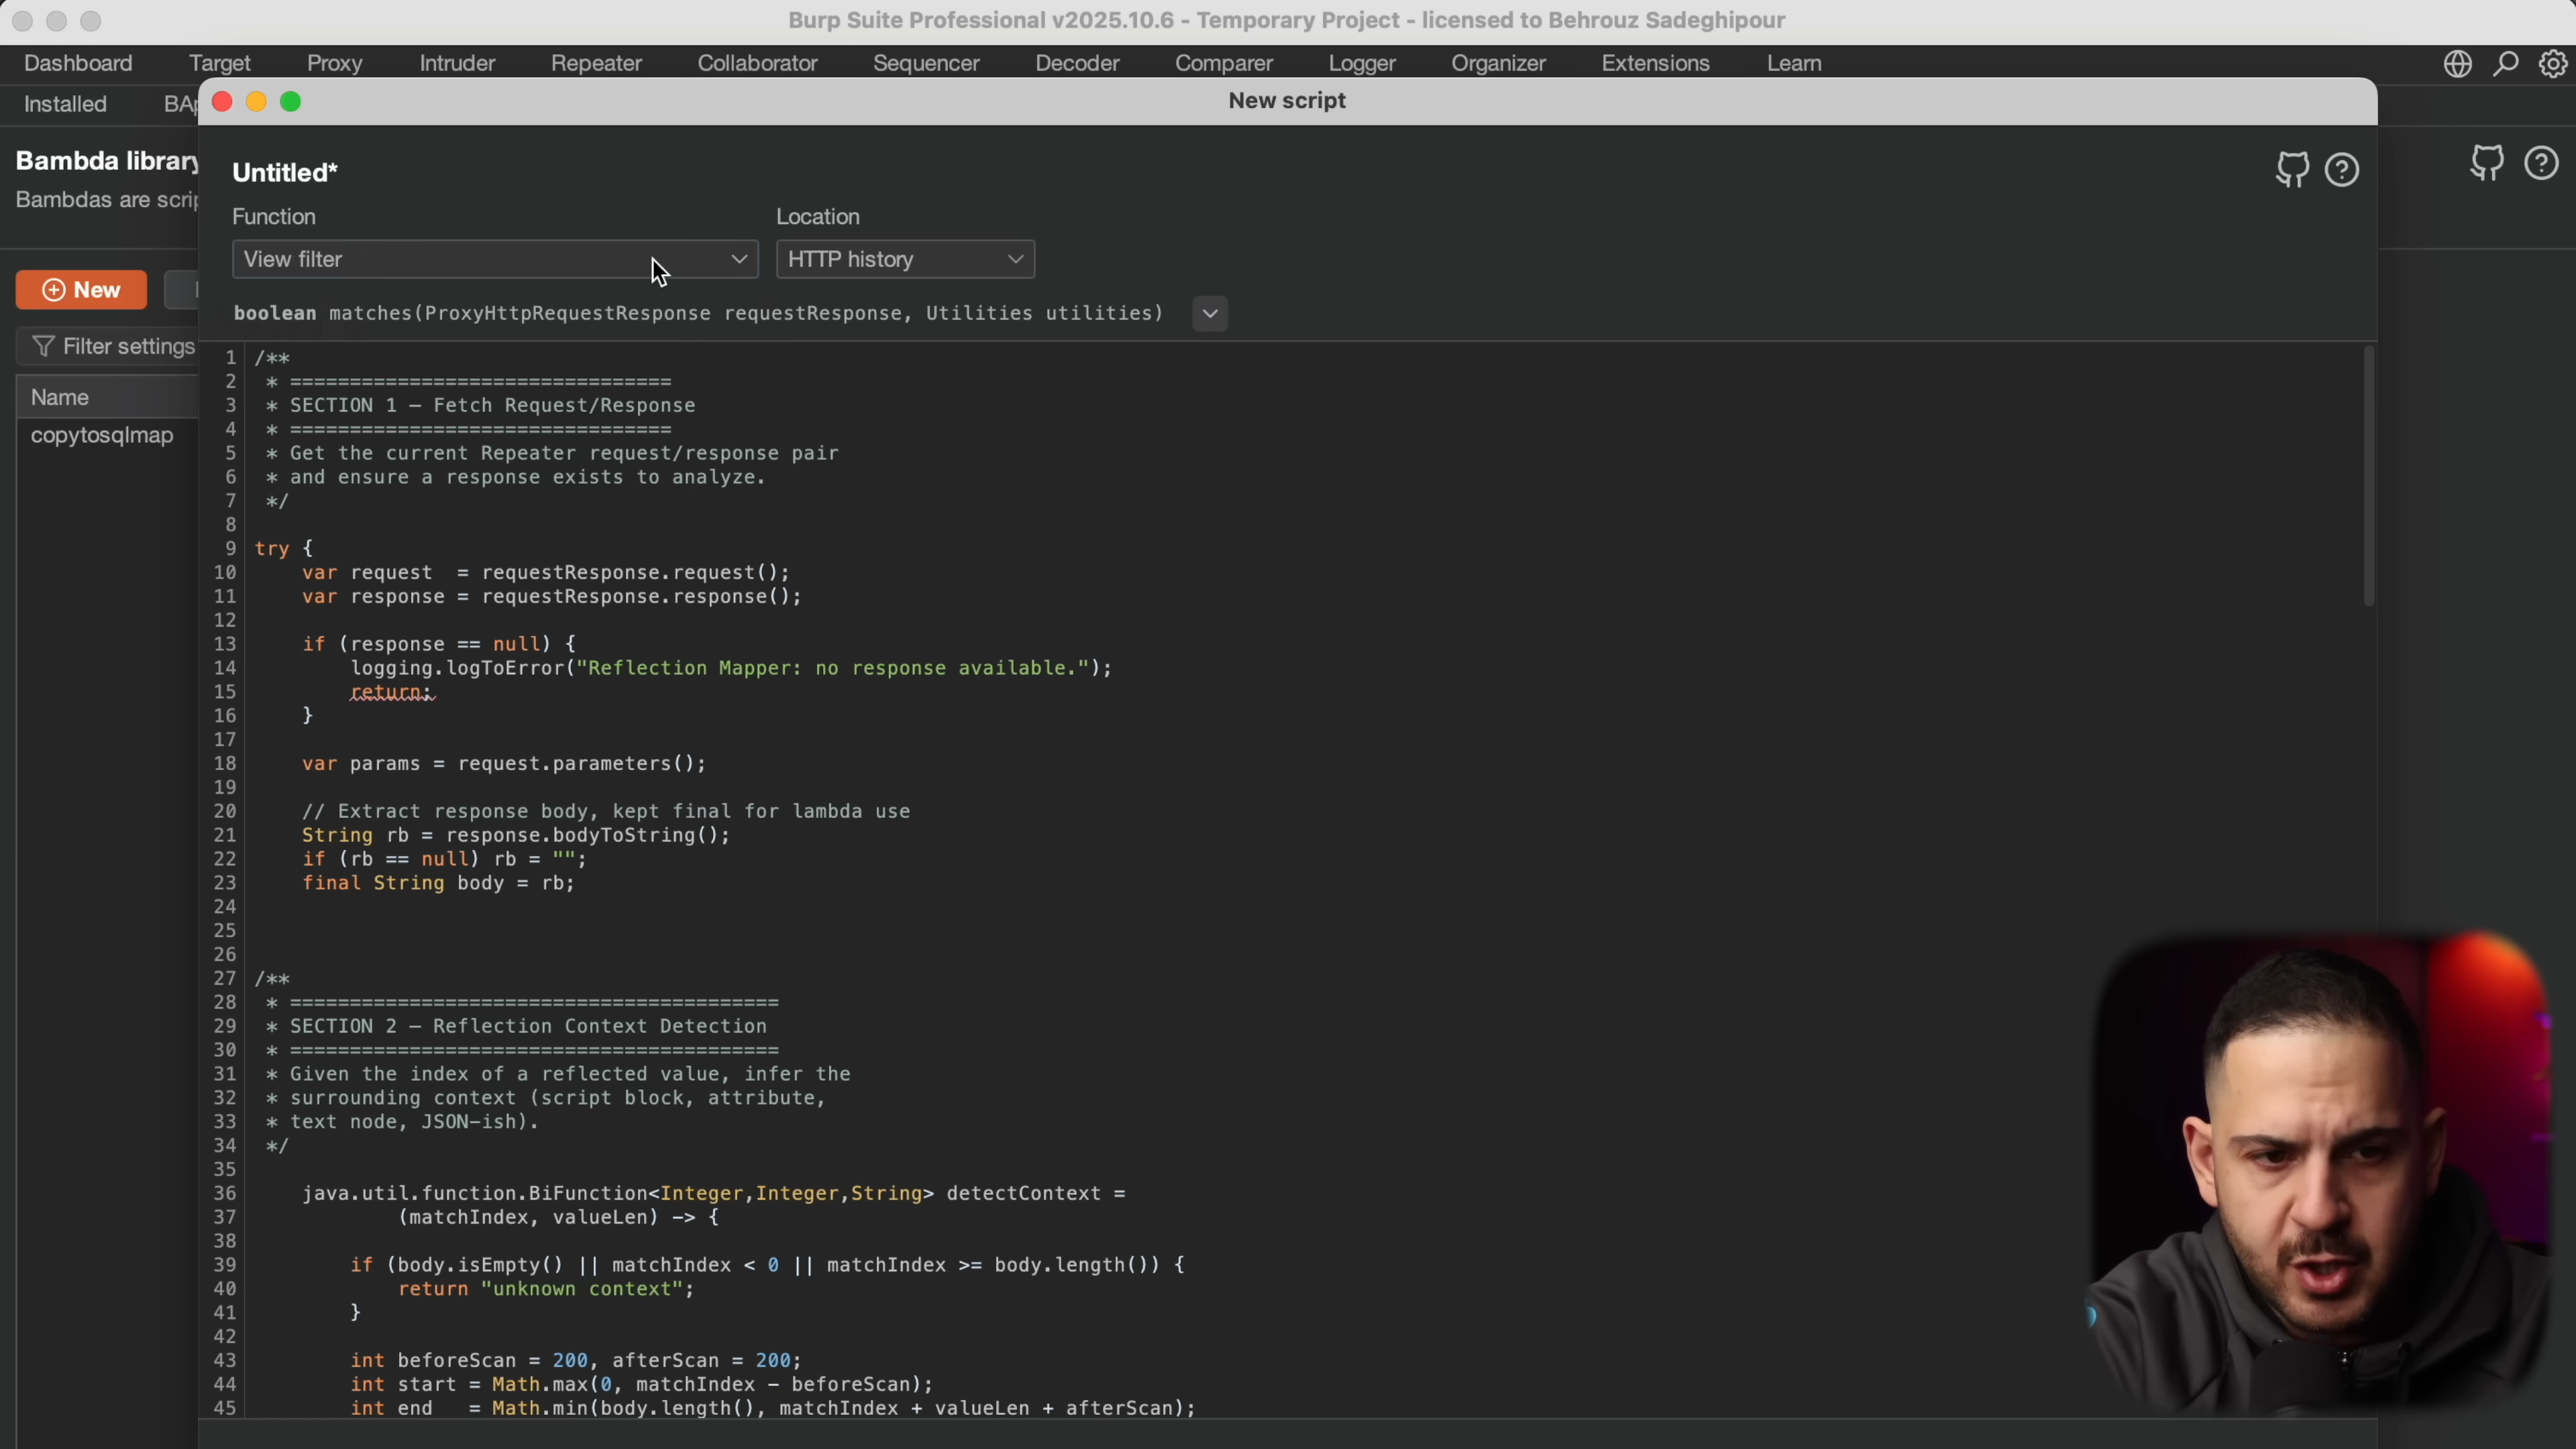 Burp Suite Professional v2025.10.6 - Temporary Project - licensed to Behrouz Sadeghipour
Dashboard Target Proxy Intruder Repeater Collaborator Sequencer Decoder Comparer Logger Organizer Extensions Learn
Installed
New script
Bambda library
Bambdas are
Untitled*
Function Location
View filter HTTP history
New
boolean matches(ProxyHttpRequestResponse requestResponse, Utilities utilities)
Filter settings
Name
copytosqlmap
1 /**
2 * ================================
3 * SECTION 1 – Fetch Request/Response
4 * ================================
5 * Get the current Repeater request/response pair
6 * and ensure a response exists to analyze.
7 */
8
9 try {
10 var request = requestResponse.request();
11 var response = requestResponse.response();
12
13 if (response == null) {
14 logging.logToError("Reflection Mapper: no response available.");
15 return;
16 }
17
18 var params = request.parameters();
19
20 // Extract response body, kept final for lambda use
21 String rb = response.bodyToString();
22 if (rb == null) rb = "";
23 final String body = rb;
24
25
26
27 /**
28 * =========================================
29 * SECTION 2 – Reflection Context Detection
30 * =========================================
31 * Given the index of a reflected value, infer the
32 * surrounding context (script block, attribute,
33 * text node, JSON-ish).
34 */
35
36 java.util.function.BiFunction<Integer,Integer,String> detectContext =
37 (matchIndex, valueLen) -> {
38
39 if (body.isEmpty() || matchIndex < 0 || matchIndex >= body.length()) {
40 return "unknown context";
41 }
42
43 int beforeScan = 200, afterScan = 200;
44 int start = Math.max(0, matchIndex - beforeScan);
45 int end = Math.min(body.length(), matchIndex + valueLen + afterScan);